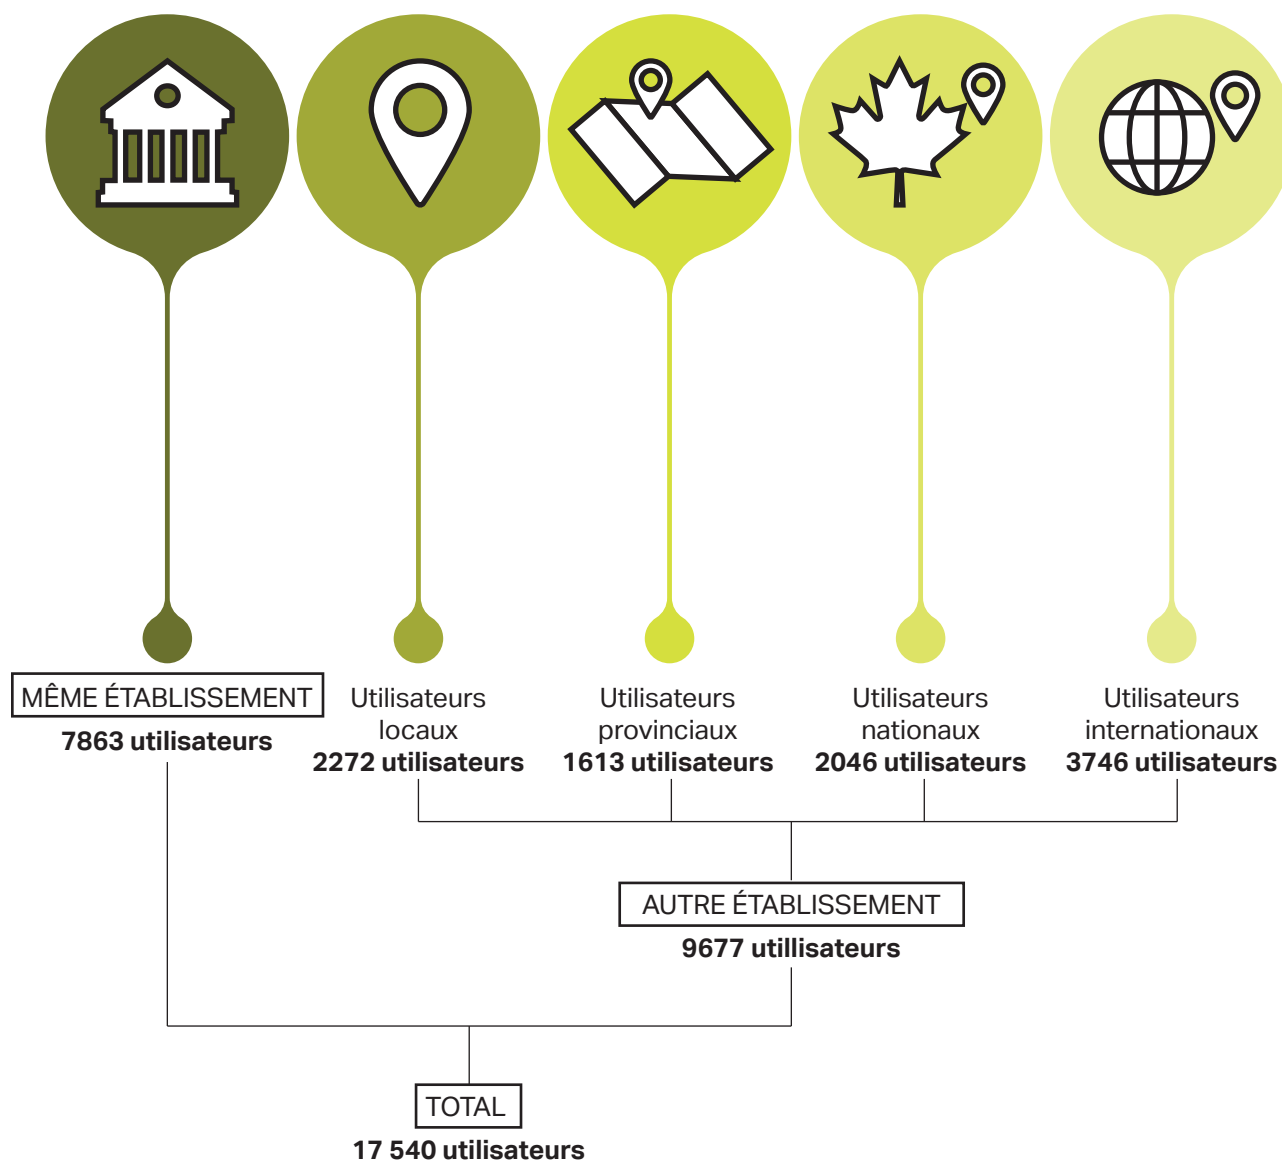 MÊME ÉTABLISSEMENT
7863 utilisateurs
Utilisateurs
locaux
2272 utilisateurs
Utilisateurs
provinciaux
1613 utilisateurs
Utilisateurs
nationaux
2046 utilisateurs
Utilisateurs
internationaux
3746 utilisateurs
AUTRE ÉTABLISSEMENT
9677 utillisateurs
TOTAL
17 540 utilisateurs